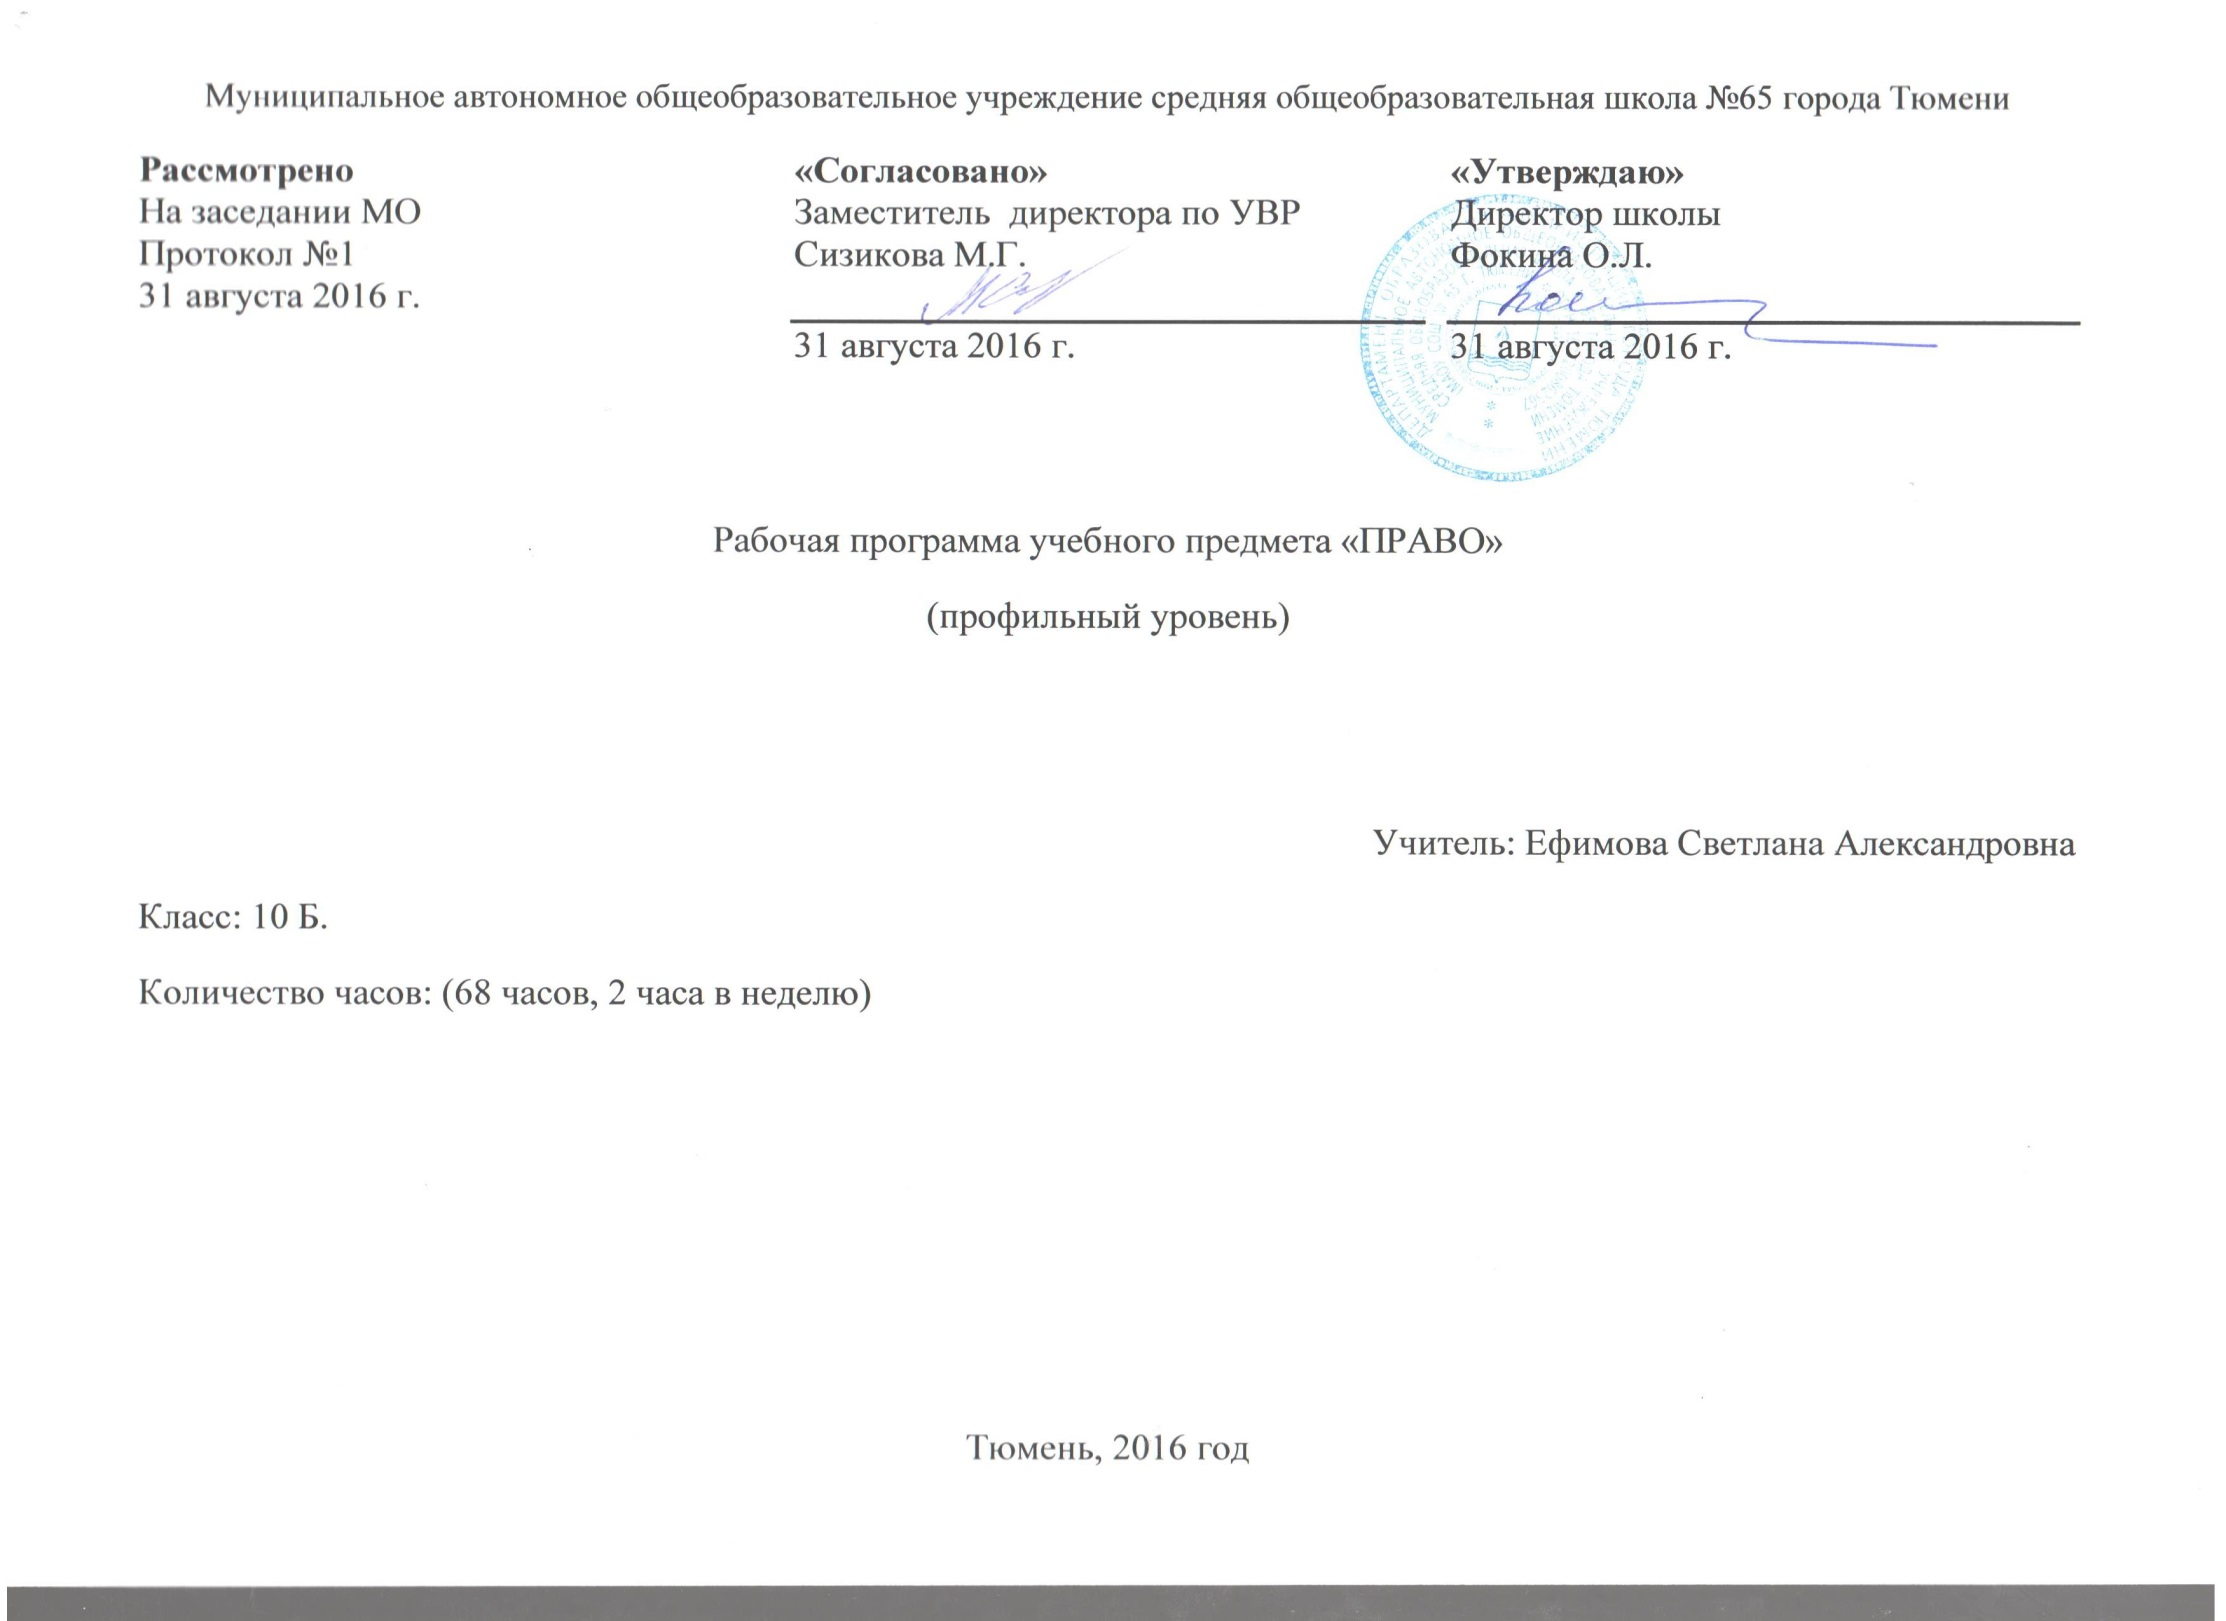 Муниципальное автономное общеобразовательное учреждение средняя общеобразовательная школа №65 города Тюмени
Рассмотрено
На заседании МО
Протокол №1
31 августа 2016 г.
«Согласовано»
Заместитель директора по УВР
Сизикова М.Г.
31 августа 2016 г.
«Утверждаю»
Директор школы
Фокина О.Л.
31 августа 2016 г.
Рабочая программа учебного предмета «ПРАВО»
(профильный уровень)
Учитель: Ефимова Светлана Александровна
Класс: 10 Б.
Количество часов: (68 часов, 2 часа в неделю)
Тюмень, 2016 год